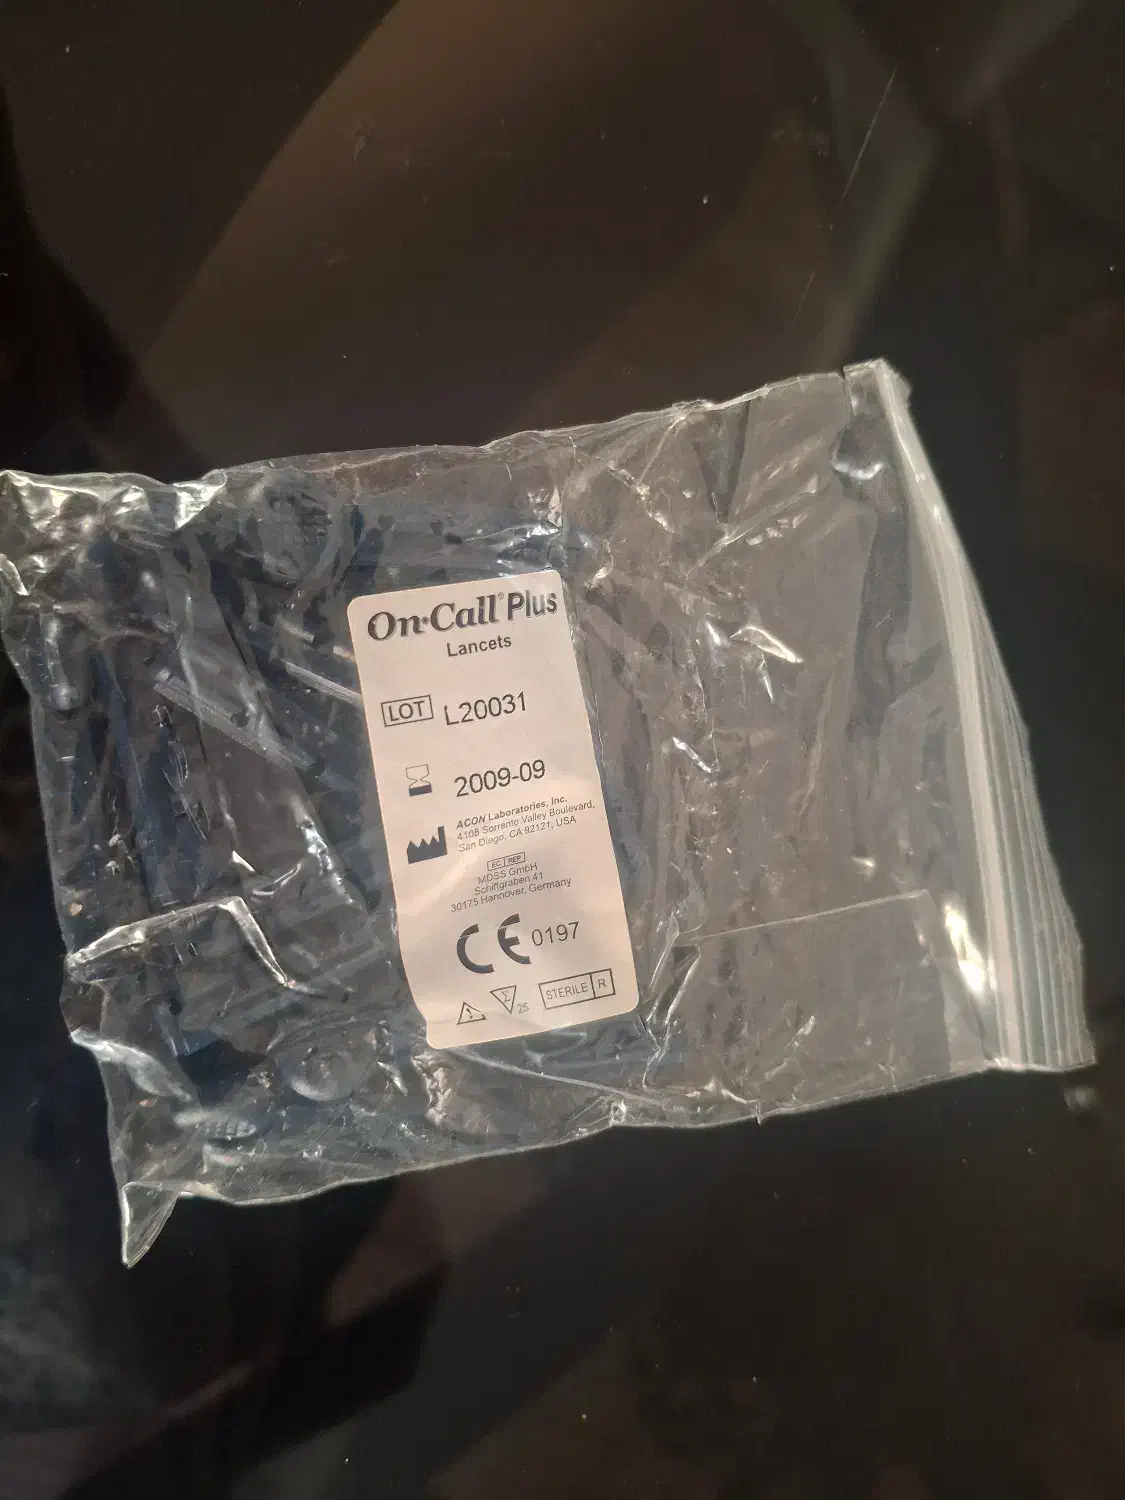 On·Call® Plus
Lancets
LOT L20031
2009-09
ACON Laboratories, Inc.
4108 Sorrento Valley Boulevard,
San Diego, CA 92121, USA
EC REP
MDSS GmbH
Schiffgraben 41
30175 Hannover, Germany
CE 0197
Σ 25 STERILE R